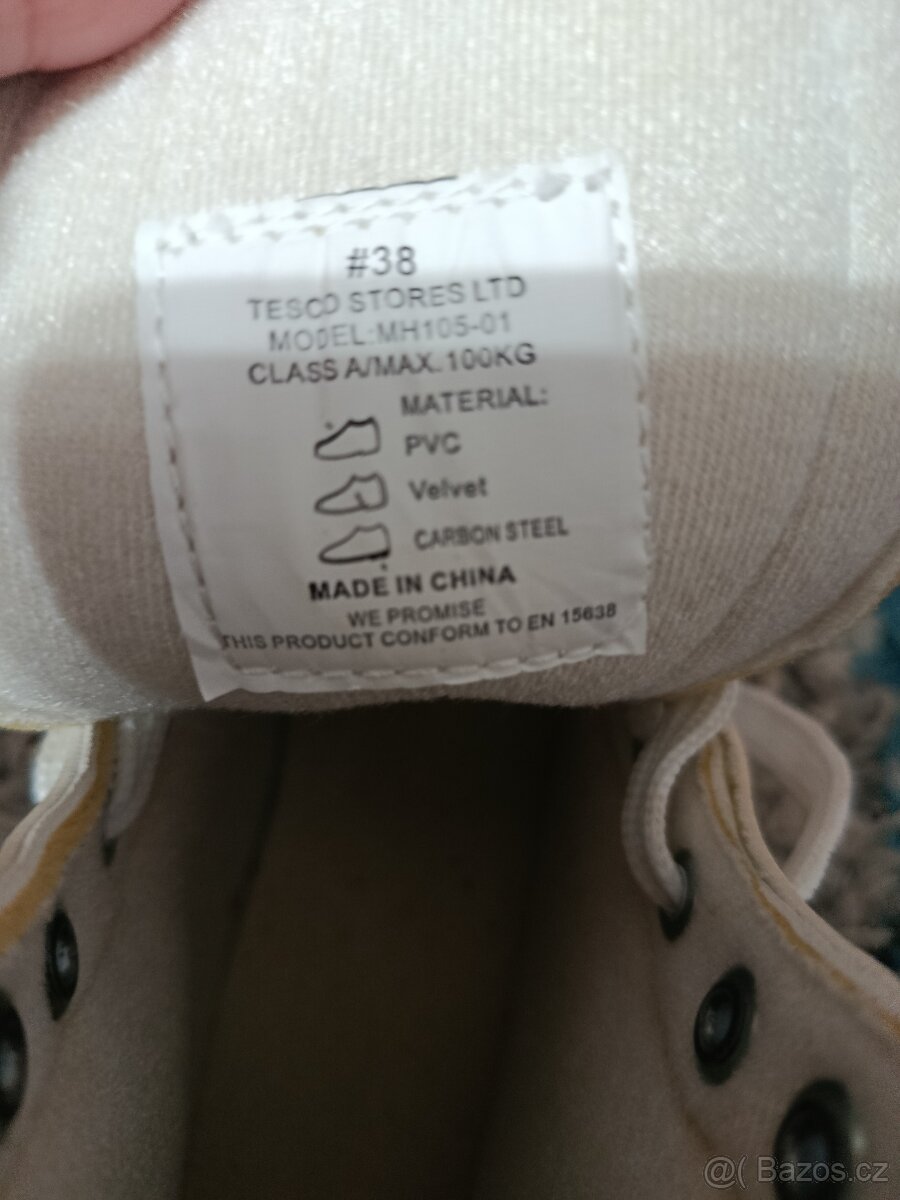 #38
TESCO STORES LTD
MODEL:MH105-01
CLASS A/MAX.100KG
MATERIAL:
PVC
Velvet
CARBON STEEL
MADE IN CHINA
WE PROMISE
THIS PRODUCT CONFORM TO EN 15638
@( Bazos.cz